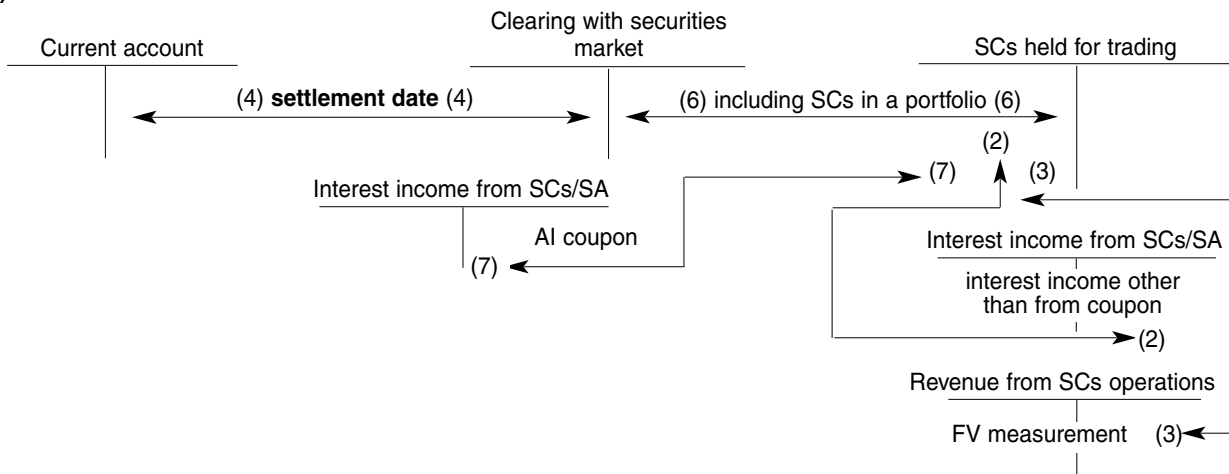 )
Current account
Clearing with securities
market
SCs held for trading
(4) settlement date (4)
(6) including SCs in a portfolio (6)
(2)
(7)
(3)
Interest income from SCs/SA
AI coupon
(7)
Interest income from SCs/SA
interest income other
than from coupon
(2)
Revenue from SCs operations
FV measurement (3)